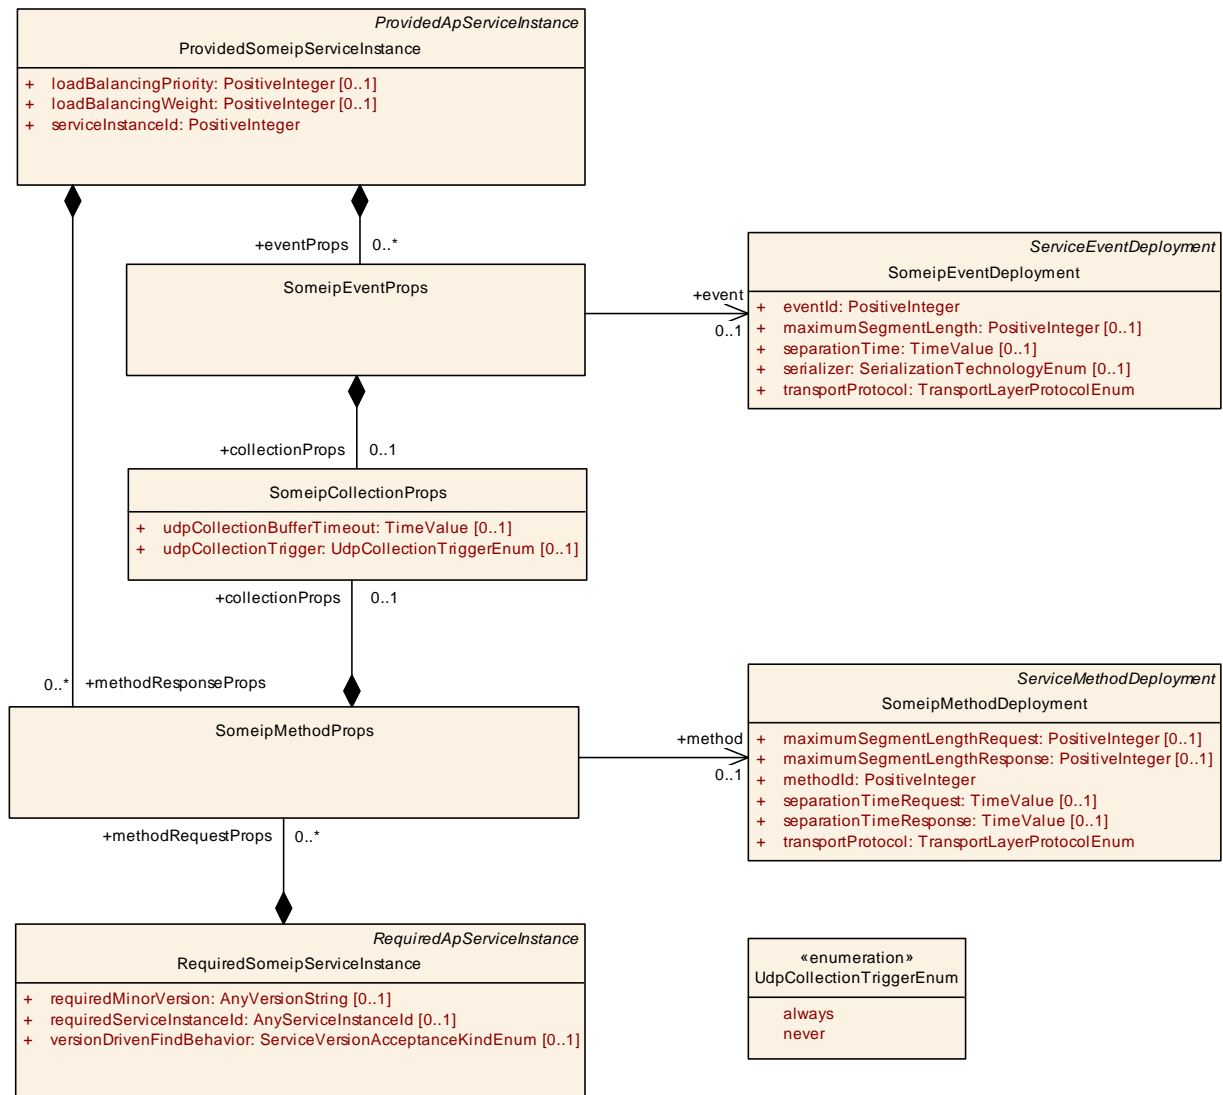 ProvidedApServiceInstance
ProvidedSomeipServiceInstance
+ loadBalancingPriority: PositiveInteger [0..1]
+ loadBalancingWeight: PositiveInteger [0..1]
+ serviceInstanceId: PositiveInteger
+eventProps 0..*
SomeipEventProps
+event
0..1
ServiceEventDeployment
SomeipEventDeployment
+ eventId: PositiveInteger
+ maximumSegmentLength: PositiveInteger [0..1]
+ separationTime: TimeValue [0..1]
+ serializer: SerializationTechnologyEnum [0..1]
+ transportProtocol: TransportLayerProtocolEnum
+collectionProps 0..1
SomeipCollectionProps
+ udpCollectionBufferTimeout: TimeValue [0..1]
+ udpCollectionTrigger: UdpCollectionTriggerEnum [0..1]
+collectionProps 0..1
0..* +methodResponseProps
SomeipMethodProps
+method
0..1
ServiceMethodDeployment
SomeipMethodDeployment
+ maximumSegmentLengthRequest: PositiveInteger [0..1]
+ maximumSegmentLengthResponse: PositiveInteger [0..1]
+ methodId: PositiveInteger
+ separationTimeRequest: TimeValue [0..1]
+ separationTimeResponse: TimeValue [0..1]
+ transportProtocol: TransportLayerProtocolEnum
+methodRequestProps 0..*
RequiredApServiceInstance
RequiredSomeipServiceInstance
+ requiredMinorVersion: AnyVersionString [0..1]
+ requiredServiceInstanceId: AnyServiceInstanceId [0..1]
+ versionDrivenFindBehavior: ServiceVersionAcceptanceKindEnum [0..1]
«enumeration»
UdpCollectionTriggerEnum
always
never